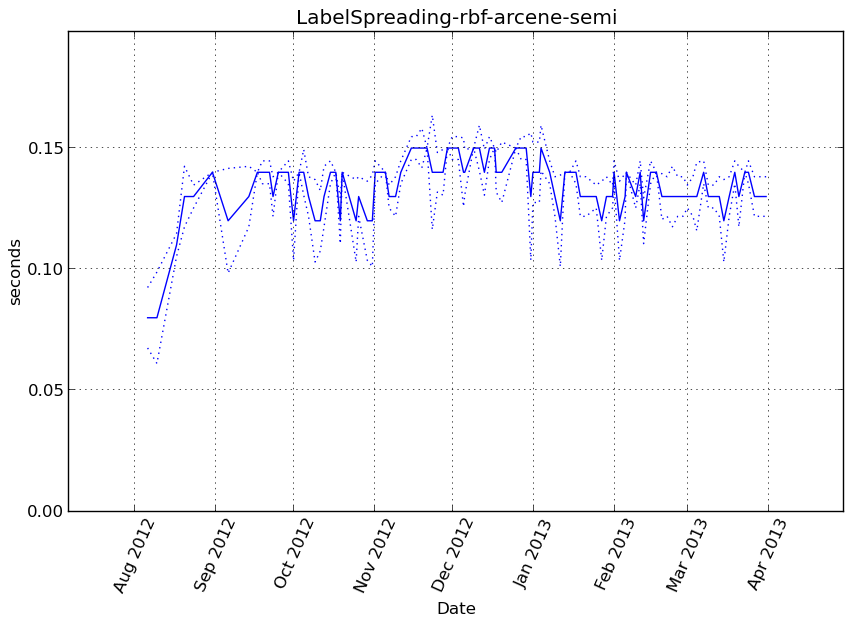 LabelSpreading-rbf-arcene-semi
seconds
0.15
0.10
0.05
0.00
Aug 2012
Sep 2012
Oct 2012
Nov 2012
Dec 2012
Jan 2013
Feb 2013
Mar 2013
Apr 2013
Date